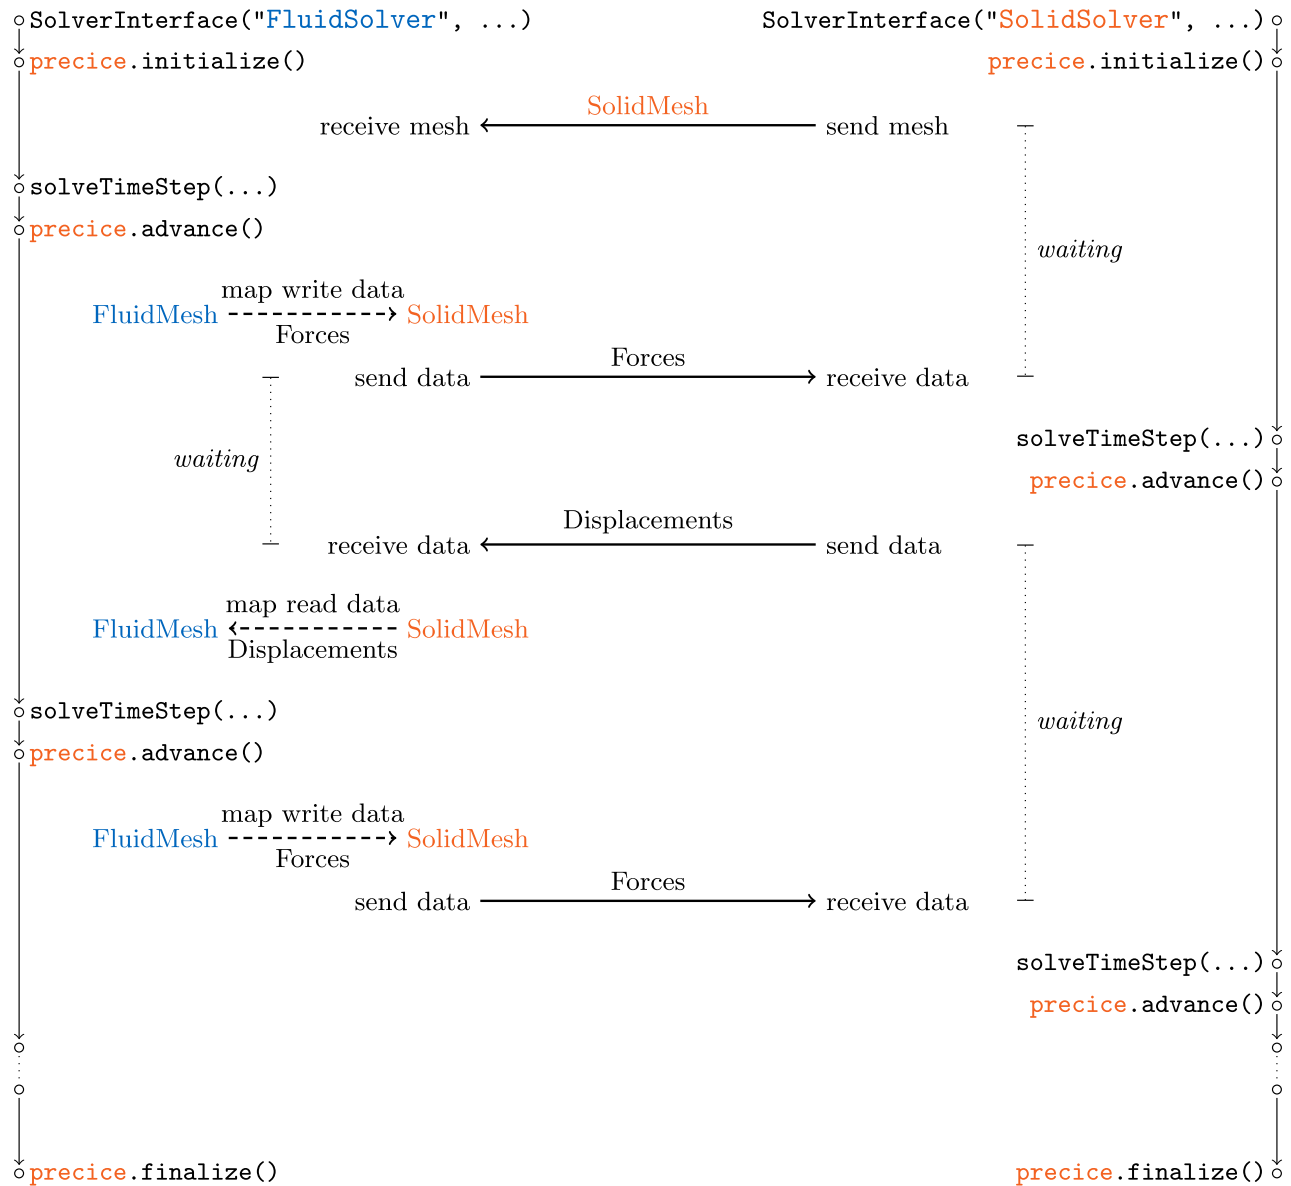 SolverInterface("FluidSolver", ...) SolverInterface("SolidSolver", ...)
precice.initialize() precice.initialize()
SolidMesh
receive mesh send mesh
solveTimeStep(...)
precice.advance()
waiting
map write data
FluidMesh SolidMesh
Forces
Forces
send data receive data
solveTimeStep(...)
waiting
precice.advance()
Displacements
receive data send data
map read data
FluidMesh SolidMesh
Displacements
solveTimeStep(...)
waiting
precice.advance()
map write data
FluidMesh SolidMesh
Forces
Forces
send data receive data
solveTimeStep(...)
precice.advance()
precice.finalize() precice.finalize()